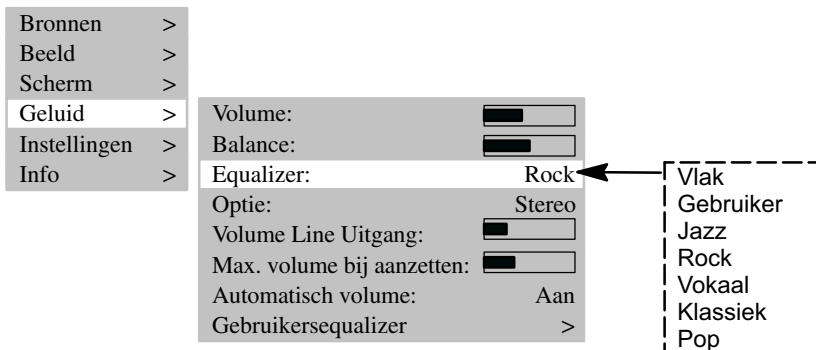 Bronnen >
Beeld >
Scherm >
Geluid >
Instellingen >
Info >
Volume:
Balance:
Equalizer: Rock
Optie: Stereo
Volume Line Uitgang:
Max. volume bij aanzetten:
Automatisch volume: Aan
Gebruikersequalizer >
Vlak
Gebruiker
Jazz
Rock
Vokaal
Klassiek
Pop